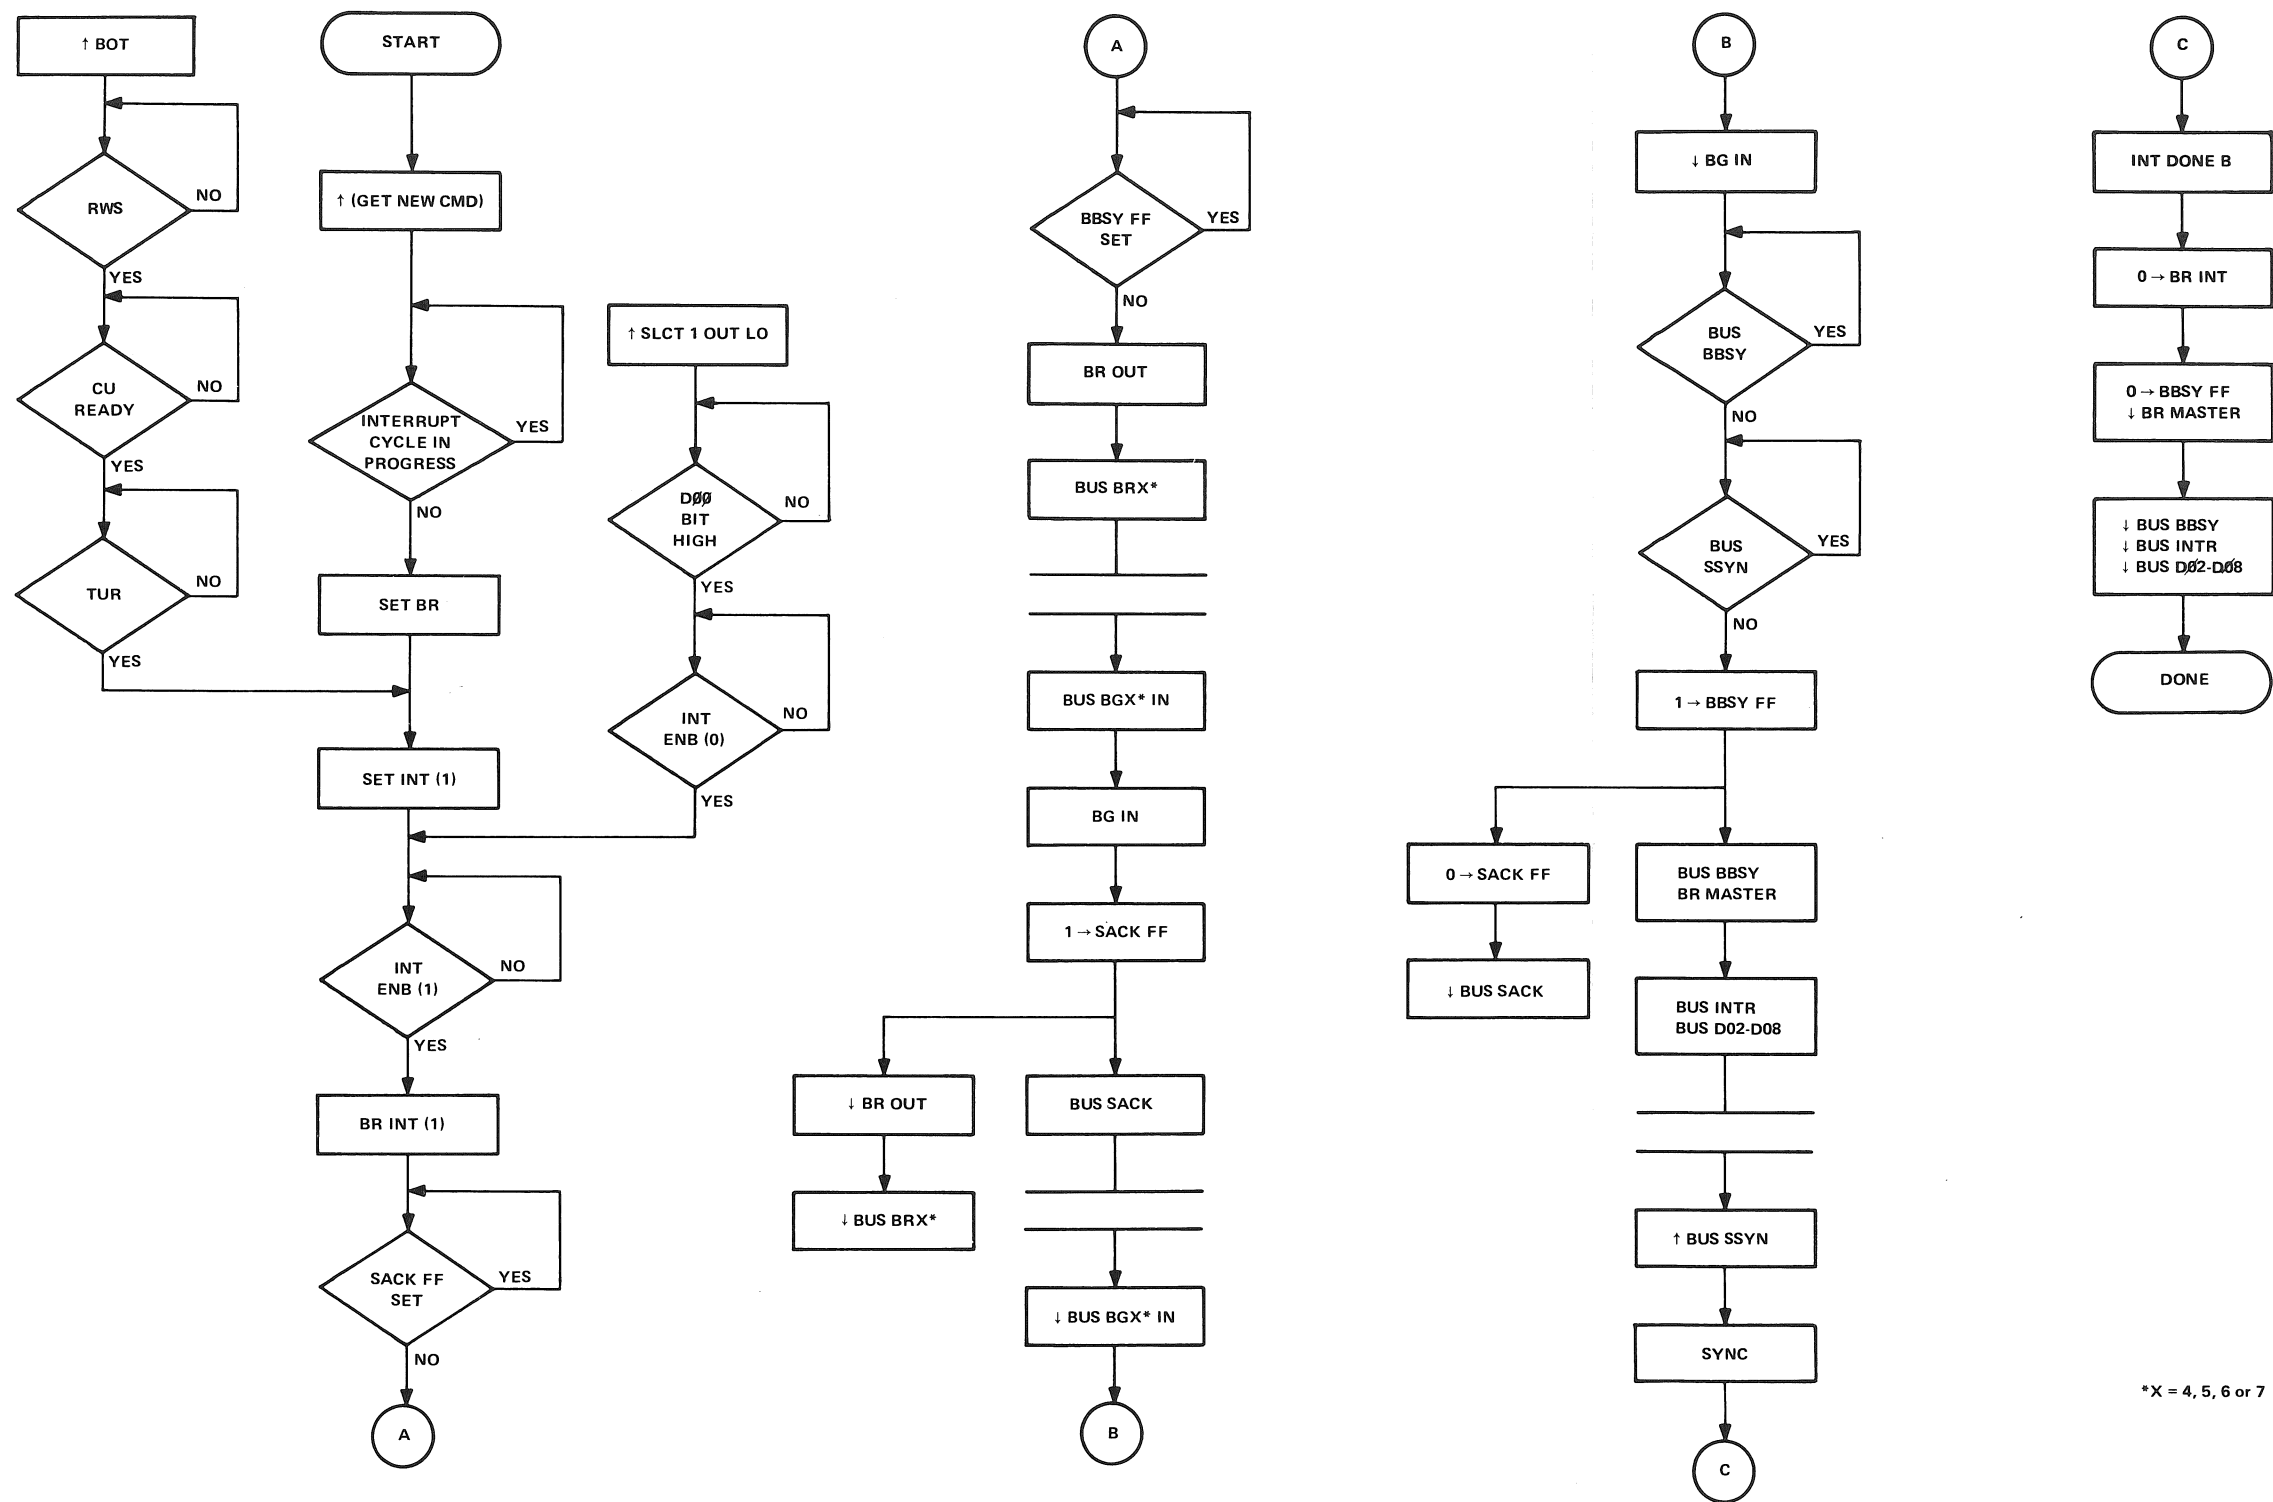 ↑ BOT
RWS
NO
YES
CU
READY
NO
YES
TUR
NO
YES
START
↑ (GET NEW CMD)
INTERRUPT
CYCLE IN
PROGRESS
YES
NO
SET BR
SET INT (1)
INT
ENB (1)
NO
YES
BR INT (1)
SACK FF
SET
YES
NO
A
↑ SLCT 1 OUT LO
DØØ
BIT
HIGH
NO
YES
INT
ENB (0)
NO
YES
A
BBSY FF
SET
YES
NO
BR OUT
BUS BRX*
BUS BGX* IN
BG IN
1 → SACK FF
↓ BR OUT
↓ BUS BRX*
BUS SACK
↓ BUS BGX* IN
B
B
↓ BG IN
BUS
BBSY
YES
NO
BUS
SSYN
YES
NO
1 → BBSY FF
0 → SACK FF
↓ BUS SACK
BUS BBSY
BR MASTER
BUS INTR
BUS D02-D08
↑ BUS SSYN
SYNC
C
C
INT DONE B
0 → BR INT
0 → BBSY FF
↓ BR MASTER
↓ BUS BBSY
↓ BUS INTR
↓ BUS DØ2-DØ8
DONE
*X = 4, 5, 6 or 7